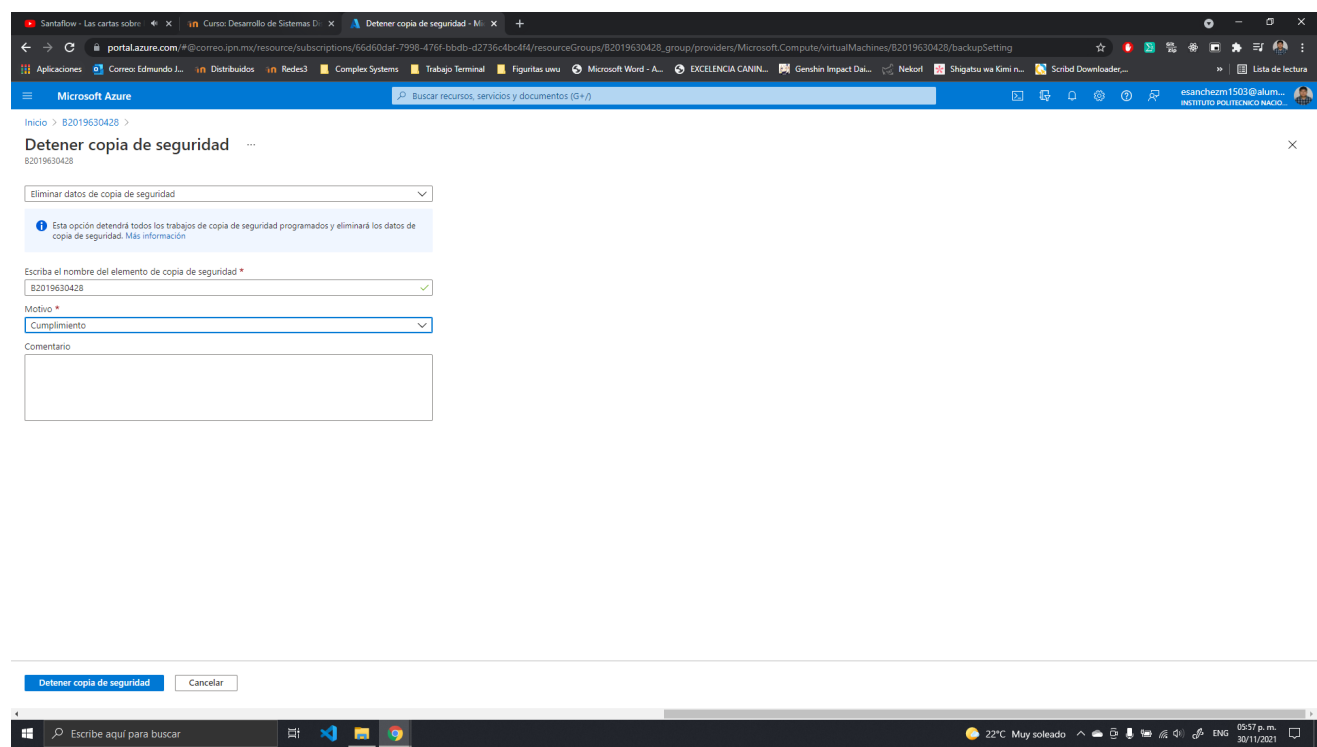 Santaflow - Las cartas sobre
Curso: Desarrollo de Sistemas Di
Detener copia de seguridad - Mi
portal.azure.com/#@correo.ipn.mx/resource/subscriptions/66d60daf-7998-476f-bbdb-d2736c4bc4f4/resourceGroups/B2019630428_group/providers/Microsoft.Compute/virtualMachines/B2019630428/backupSetting
Aplicaciones Correo: Edmundo J... Distribuidos Redes3 Complex Systems Trabajo Terminal Figuritas uwu Microsoft Word - A... EXCELENCIA CANIN... Genshin Impact Dai... Nekorl Shigatsu wa Kimi n... Scribd Downloader,... » Lista de lectura
Microsoft Azure
Buscar recursos, servicios y documentos (G+/)
esanchezm1503@alum...
INSTITUTO POLITECNICO NACIO...
Inicio > B2019630428 >
Detener copia de seguridad ...
B2019630428
Eliminar datos de copia de seguridad
Esta opción detendrá todos los trabajos de copia de seguridad programados y eliminará los datos de
copia de seguridad. Más información
Escriba el nombre del elemento de copia de seguridad *
B2019630428
Motivo *
Cumplimiento
Comentario
Detener copia de seguridad Cancelar
Escribe aquí para buscar
22°C Muy soleado
ENG
05:57 p. m.
30/11/2021